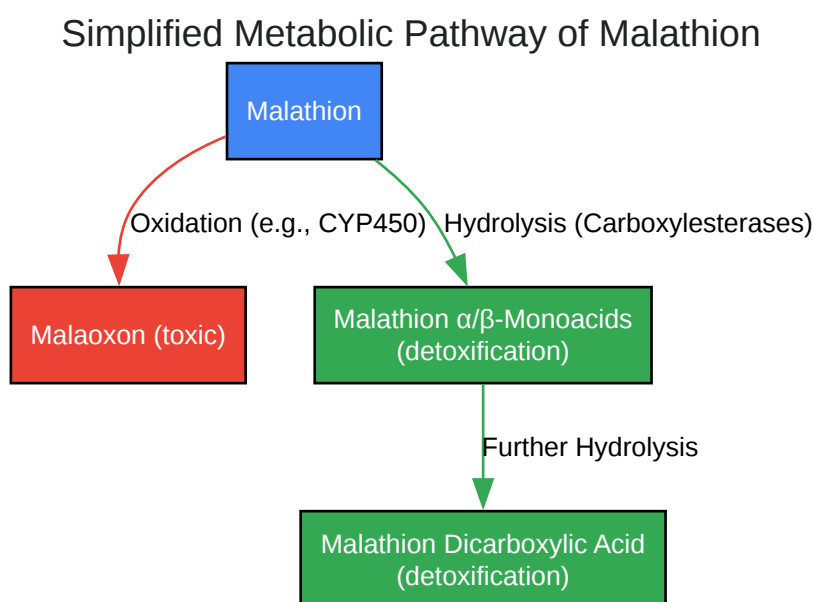 Simplified Metabolic Pathway of Malathion
Malathion
Oxidation (e.g., CYP450)
Hydrolysis (Carboxylesterases)
Malaoxon (toxic)
Malathion α/β-Monoacids
(detoxification)
Further Hydrolysis
Malathion Dicarboxylic Acid
(detoxification)